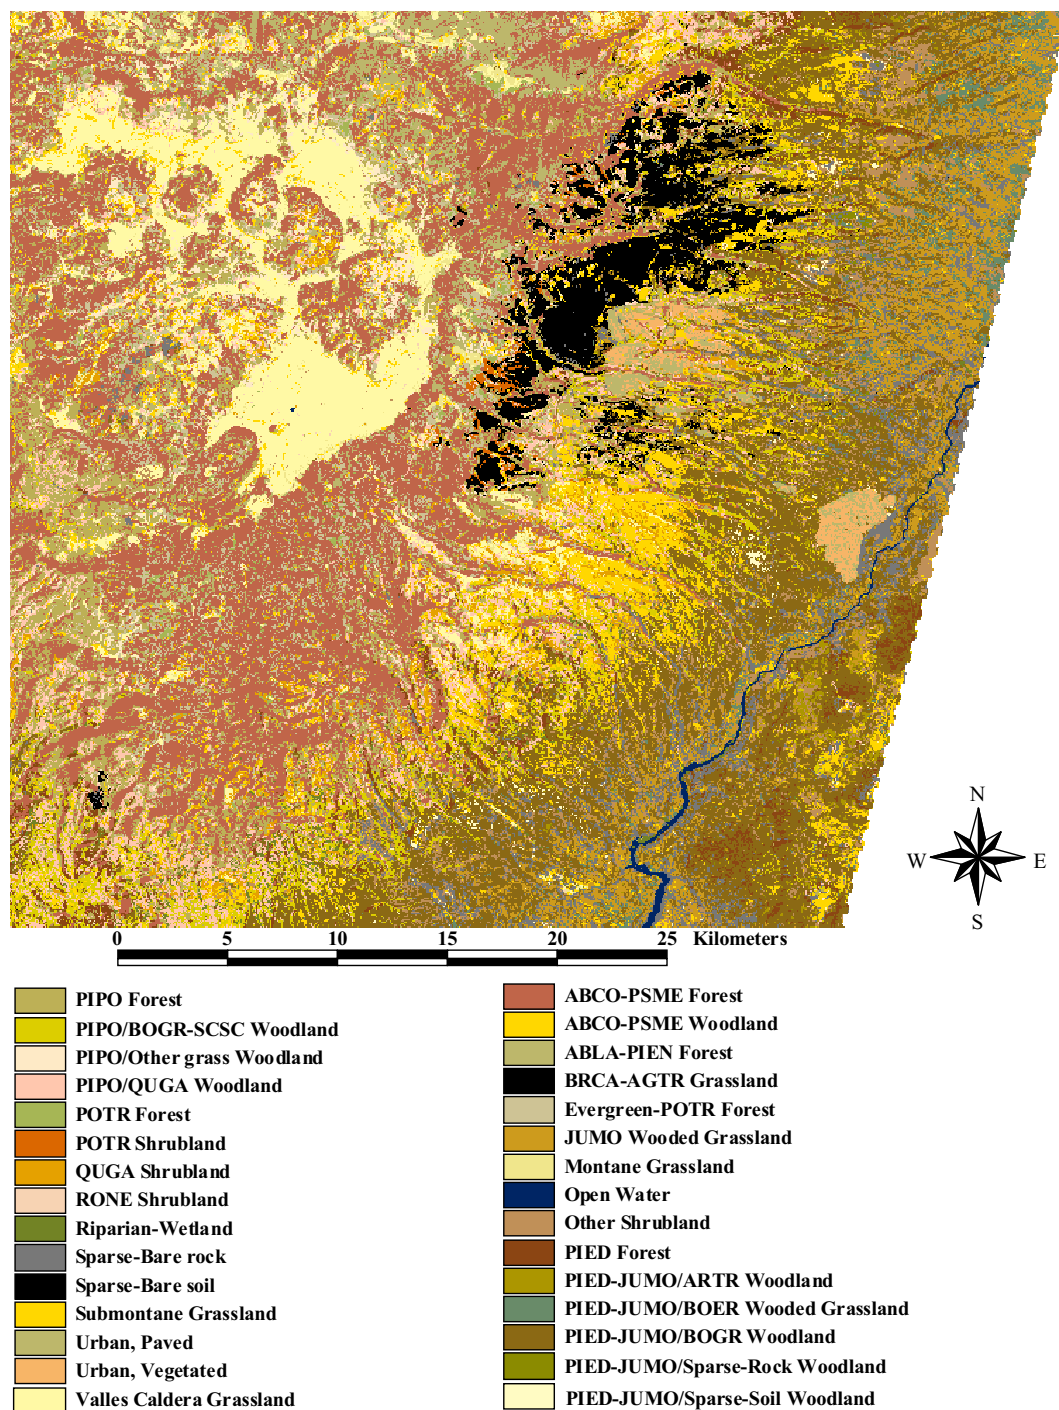 N
W E
S
0 5 10 15 20 25 Kilometers
PIPO Forest
PIPO/BOGR-SCSC Woodland
PIPO/Other grass Woodland
PIPO/QUGA Woodland
POTR Forest
POTR Shrubland
QUGA Shrubland
RONE Shrubland
Riparian-Wetland
Sparse-Bare rock
Sparse-Bare soil
Submontane Grassland
Urban, Paved
Urban, Vegetated
Valles Caldera Grassland
ABCO-PSME Forest
ABCO-PSME Woodland
ABLA-PIEN Forest
BRCA-AGTR Grassland
Evergreen-POTR Forest
JUMO Wooded Grassland
Montane Grassland
Open Water
Other Shrubland
PIED Forest
PIED-JUMO/ARTR Woodland
PIED-JUMO/BOER Wooded Grassland
PIED-JUMO/BOGR Woodland
PIED-JUMO/Sparse-Rock Woodland
PIED-JUMO/Sparse-Soil Woodland